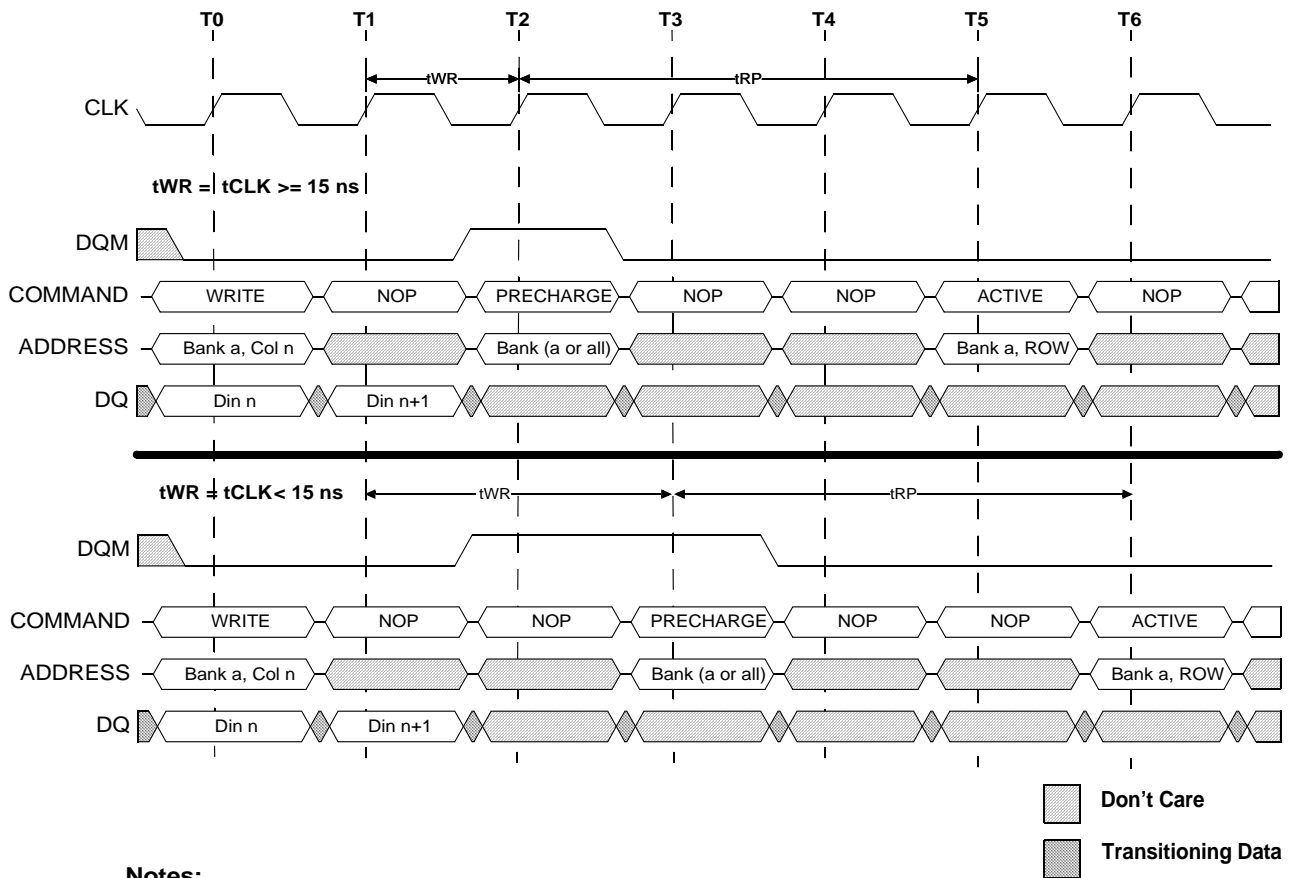 T0 T1 T2 T3 T4 T5 T6
tWR tRP
CLK
tWR = tCLK >= 15 ns
DQM
COMMAND WRITE NOP PRECHARGE NOP NOP ACTIVE NOP
ADDRESS Bank a, Col n Bank (a or all) Bank a, ROW
DQ Din n Din n+1
tWR = tCLK< 15 ns tWR tRP
DQM
COMMAND WRITE NOP NOP PRECHARGE NOP NOP ACTIVE
ADDRESS Bank a, Col n Bank (a or all) Bank a, ROW
DQ Din n Din n+1
Don't Care
Transitioning Data
Notes: